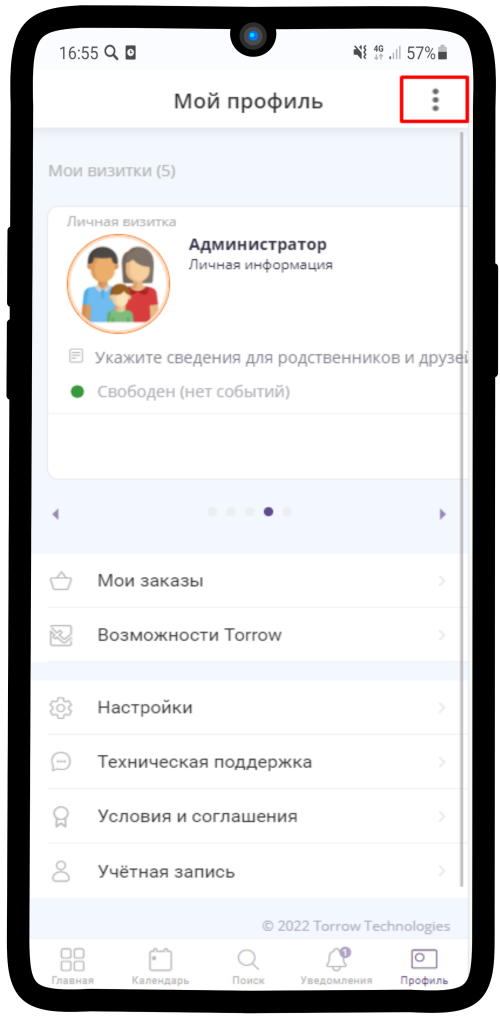 16:55
4G
57%
Мой профиль
Мои визитки (5)
Личная визитка
Администратор
Личная информация
Укажите сведения для родственников и друзей
Свободен (нет событий)
Мои заказы
Возможности Torrow
Настройки
Техническая поддержка
Условия и соглашения
Учётная запись
© 2022 Torrow Technologies
1
Главная
Календарь
Поиск
Уведомления
Профиль